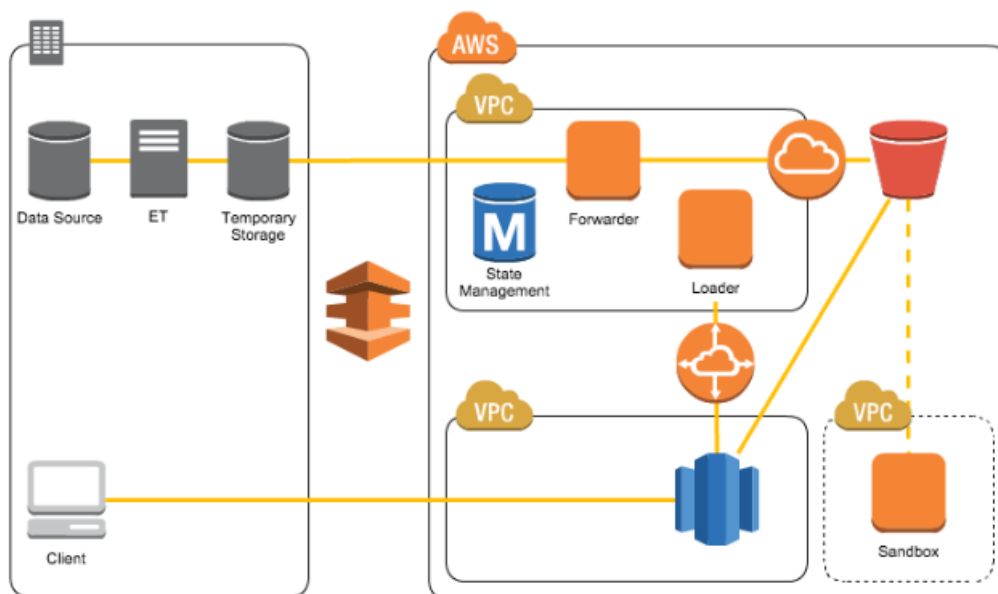 AWS
VPC
Data Source
ET
Temporary
Storage
M
State
Management
Forwarder
Loader
VPC
VPC
Client
Sandbox